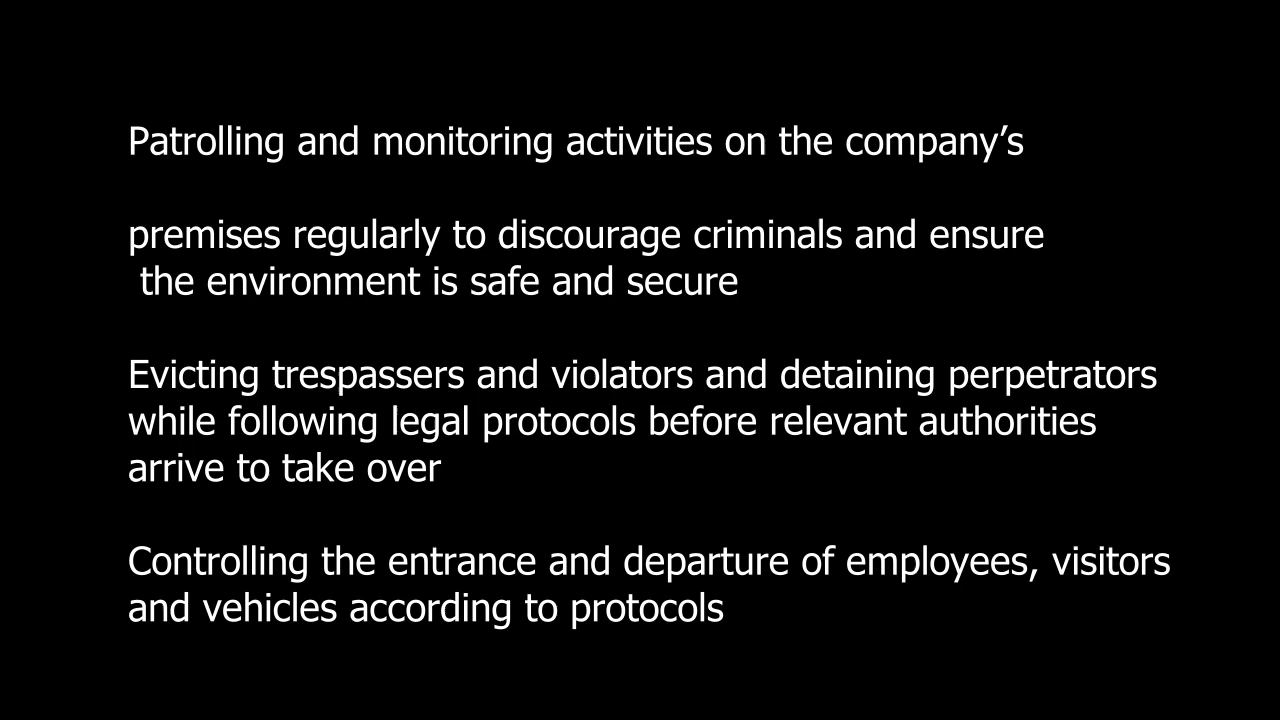 Patrolling and monitoring activities on the company’s
premises regularly to discourage criminals and ensure
the environment is safe and secure
Evicting trespassers and violators and detaining perpetrators
while following legal protocols before relevant authorities
arrive to take over
Controlling the entrance and departure of employees, visitors
and vehicles according to protocols